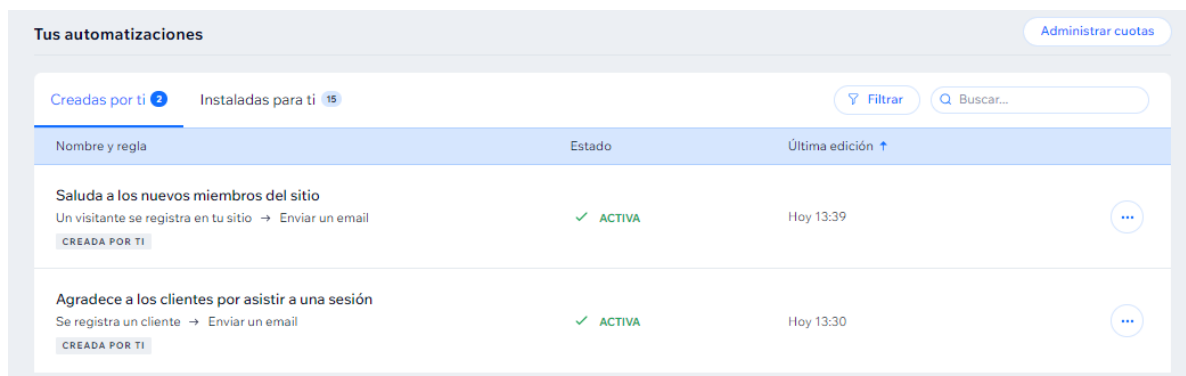 Tus automatizaciones
Administrar cuotas
Creadas por ti 2
Instaladas para ti 15
Filtrar
Buscar...
Nombre y regla
Estado
Última edición ↑
Saluda a los nuevos miembros del sitio
Un visitante se registra en tu sitio → Enviar un email
CREADA POR TI
ACTIVA
Hoy 13:39
Agradece a los clientes por asistir a una sesión
Se registra un cliente → Enviar un email
CREADA POR TI
ACTIVA
Hoy 13:30